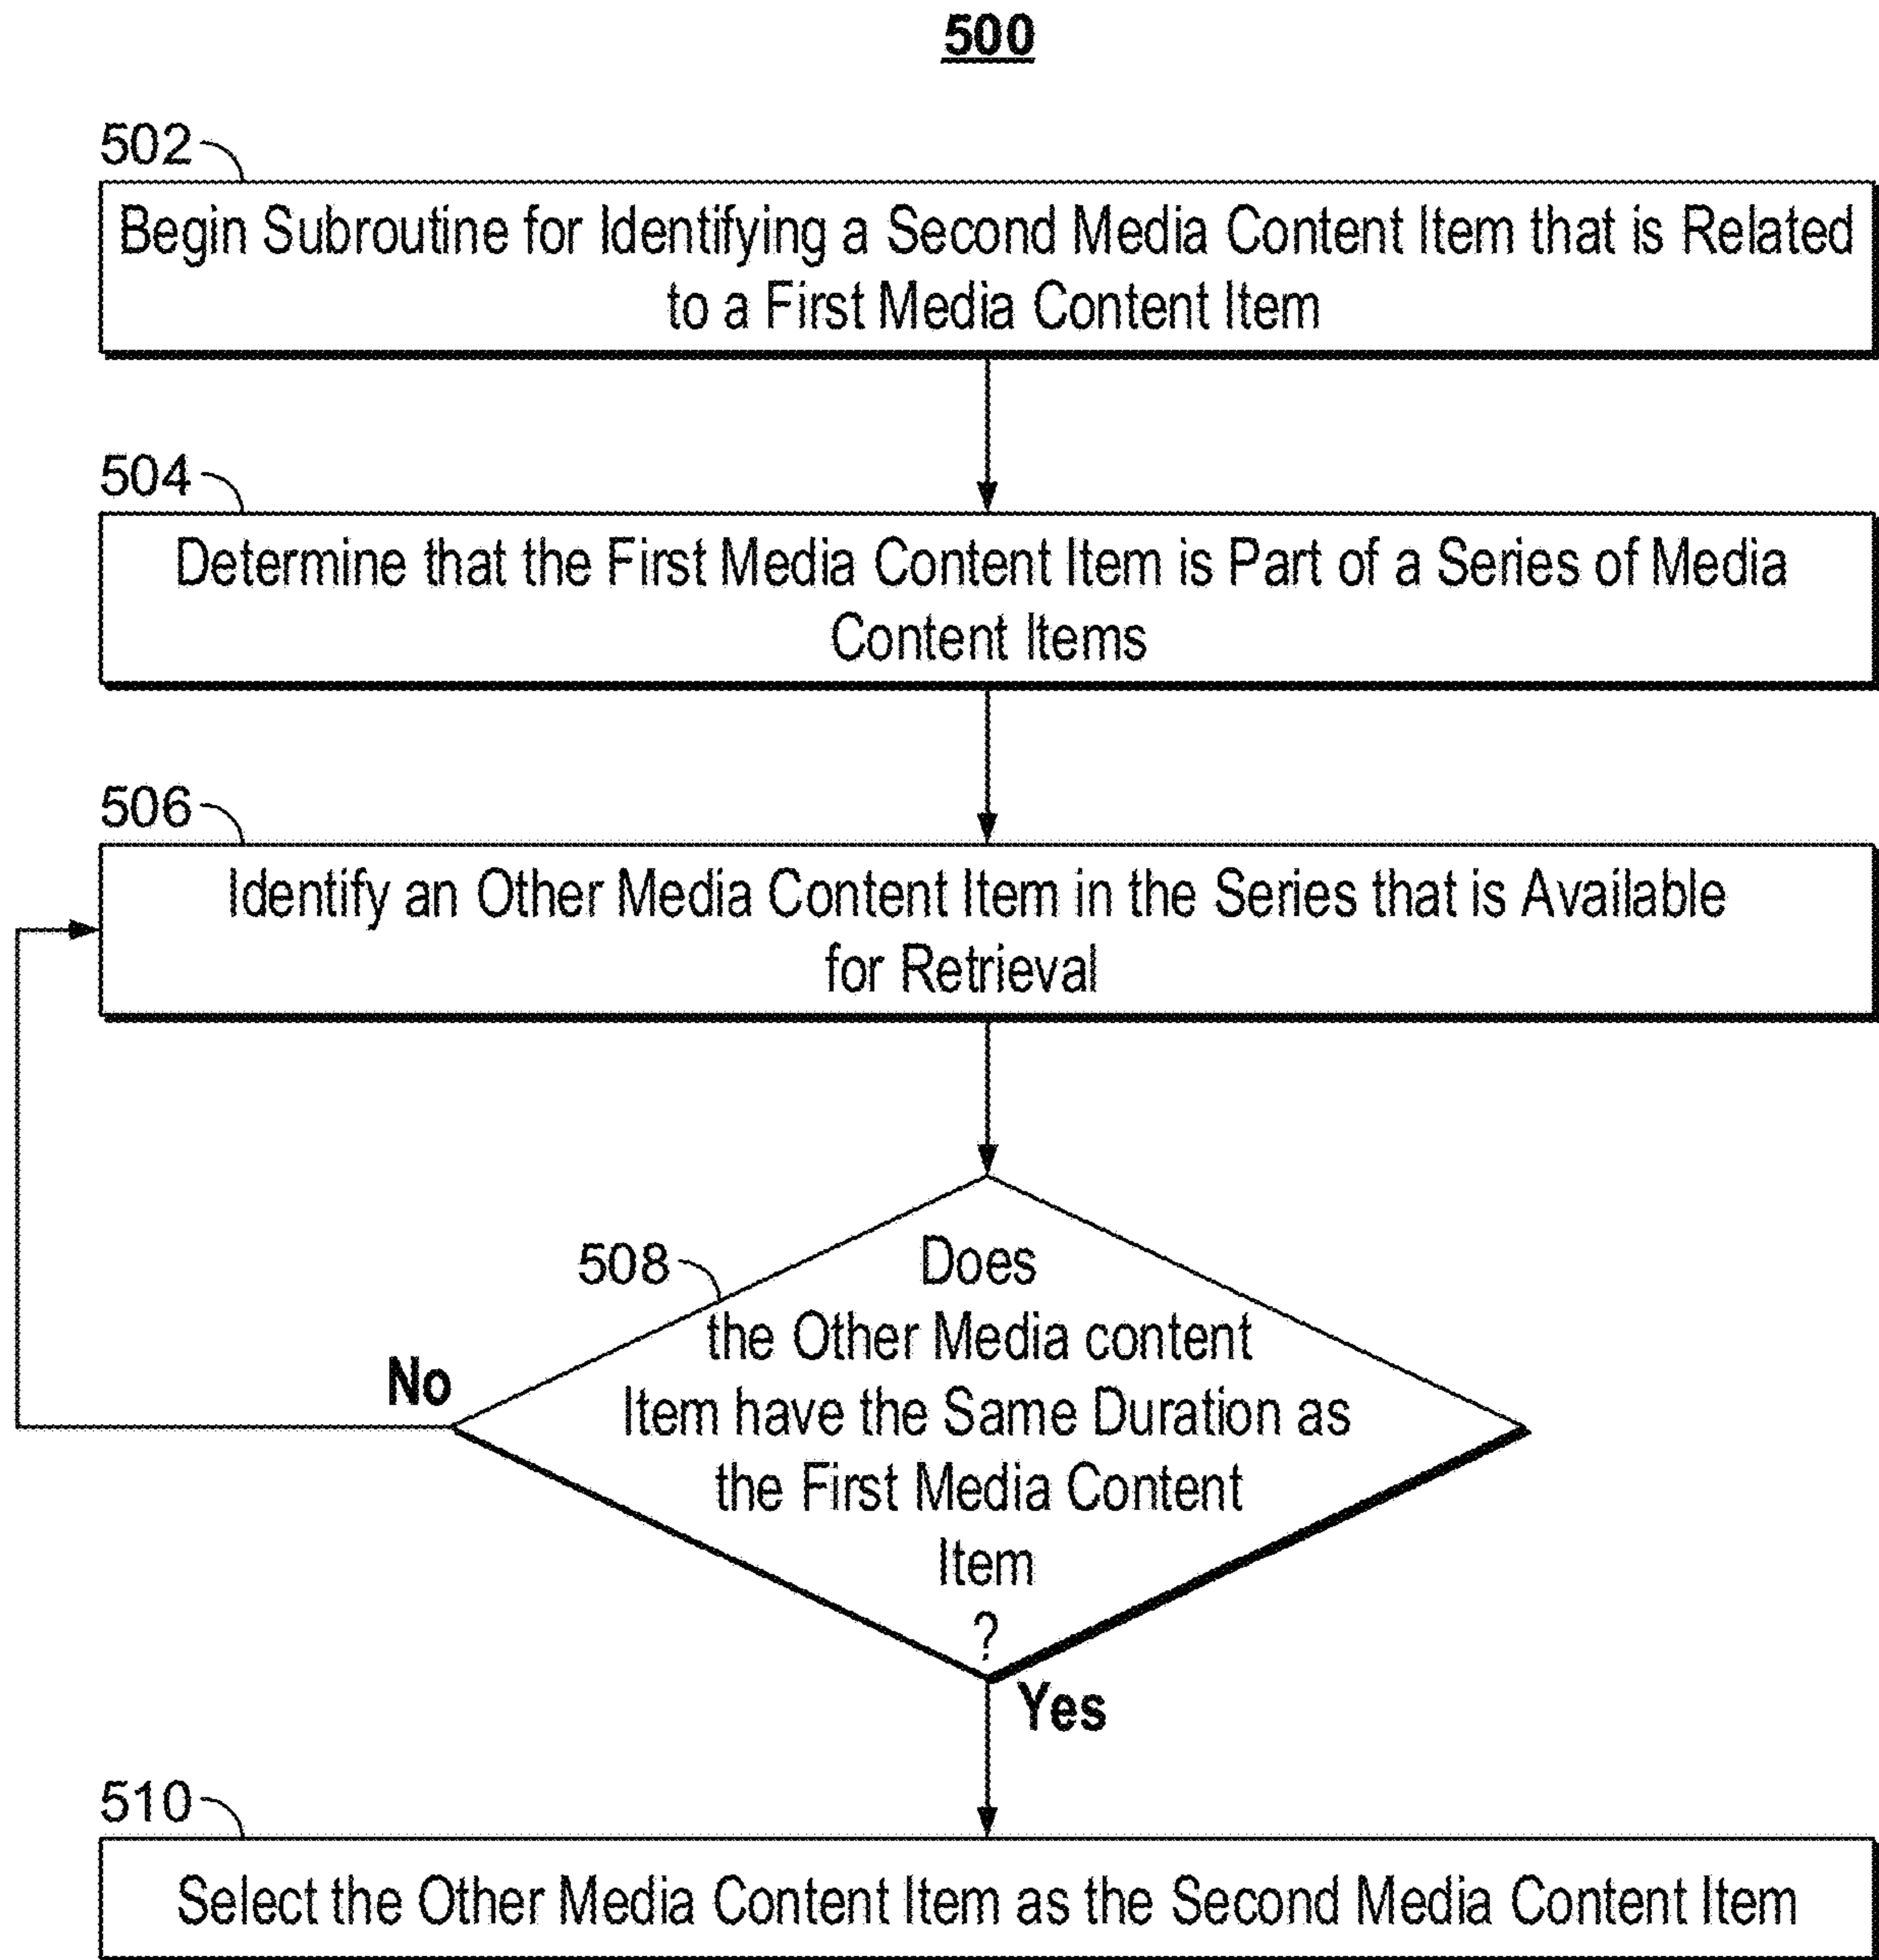 500
502
Begin Subroutine for Identifying a Second Media Content Item that is Related
to a First Media Content Item
504
Determine that the First Media Content Item is Part of a Series of Media
Content Items
506
Identify an Other Media Content Item in the Series that is Available
for Retrieval
508
Does
the Other Media content
Item have the Same Duration as
the First Media Content
Item
?
No
Yes
510
Select the Other Media Content Item as the Second Media Content Item